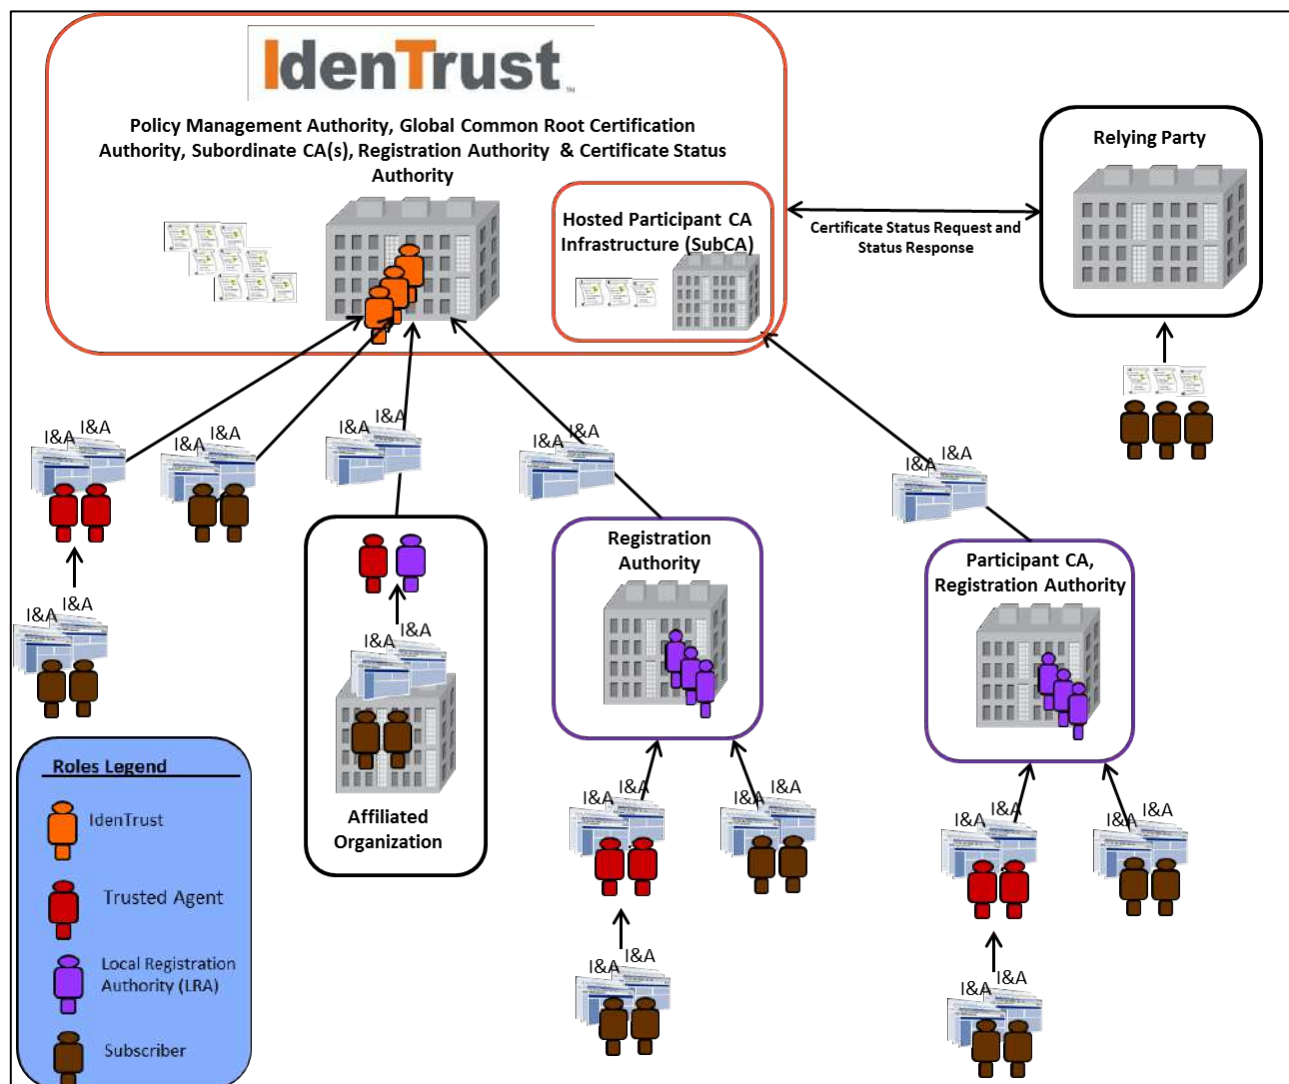 IdenTrust™
Policy Management Authority, Global Common Root Certification
Authority, Subordinate CA(s), Registration Authority & Certificate Status
Authority
Hosted Participant CA
Infrastructure (SubCA)
Relying Party
Certificate Status Request and
Status Response
I&A
I&A
I&A
I&A
I&A
I&A
I&A
I&A
I&A
I&A
Registration
Authority
Participant CA,
Registration Authority
I&A
I&A
I&A
I&A
Affiliated
Organization
I&A
I&A
I&A
I&A
I&A
I&A
I&A
I&A
I&A
I&A
I&A
I&A
Roles Legend
IdenTrust
Trusted Agent
Local Registration
Authority (LRA)
Subscriber